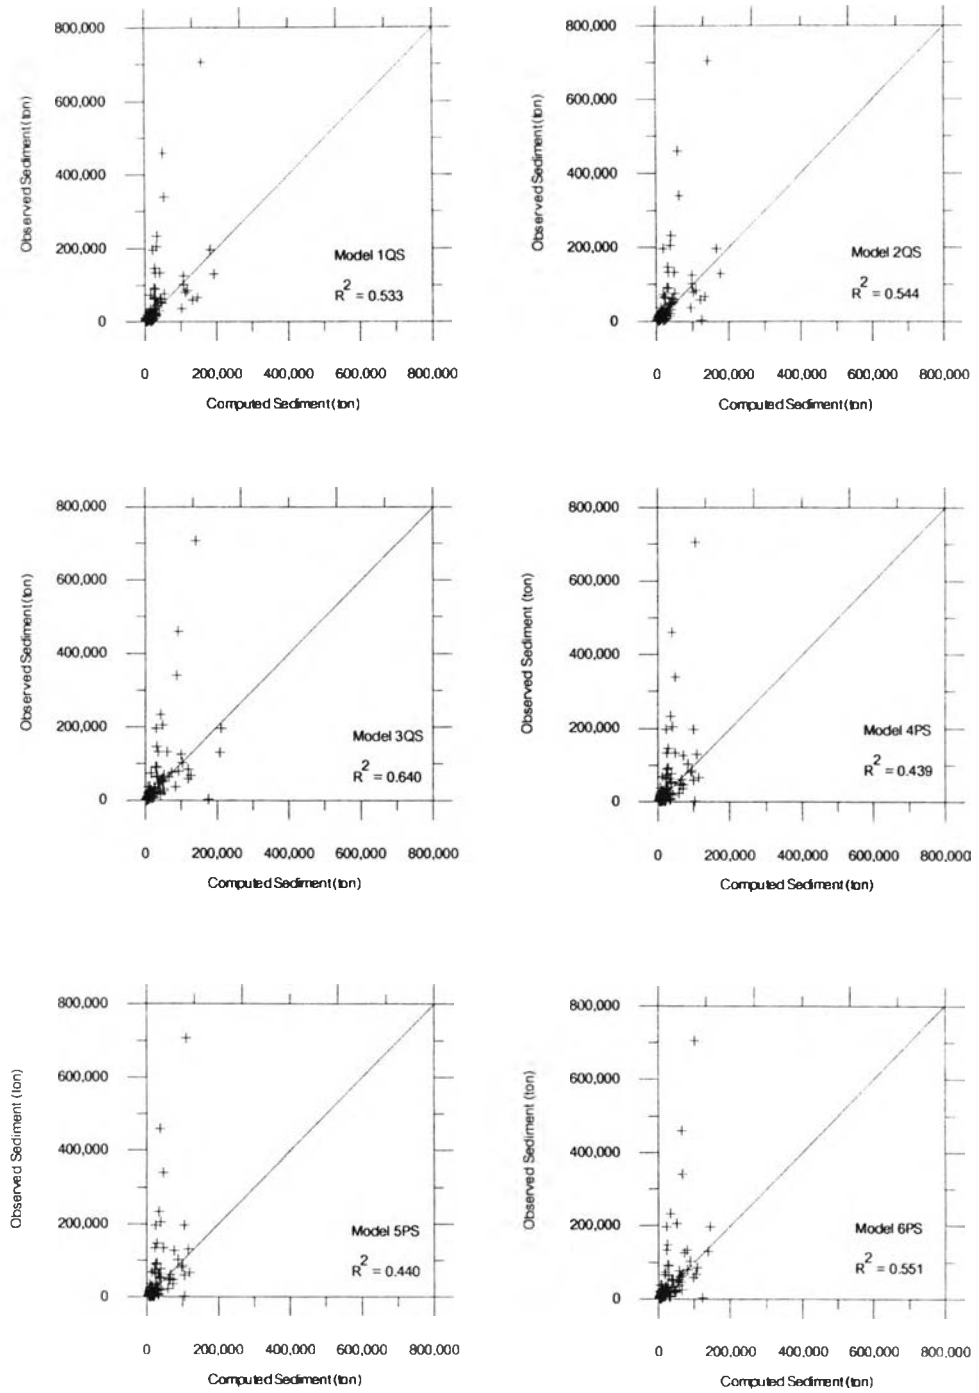 800,000
600,000
400,000
200,000
0
Observed Sediment (ton)
Model 1QS
R² = 0.533
0 200,000 400,000 600,000 800,000
Computed Sediment (ton)
800,000
600,000
400,000
200,000
0
Observed Sediment (ton)
Model 2QS
R² = 0.544
0 200,000 400,000 600,000 800,000
Computed Sediment (ton)
800,000
600,000
400,000
200,000
0
Observed Sediment (ton)
Model 3QS
R² = 0.640
0 200,000 400,000 600,000 800,000
Computed Sediment (ton)
800,000
600,000
400,000
200,000
0
Observed Sediment (ton)
Model 4PS
R² = 0.439
0 200,000 400,000 600,000 800,000
Computed Sediment (ton)
800,000
600,000
400,000
200,000
0
Observed Sediment (ton)
Model 5PS
R² = 0.440
0 200,000 400,000 600,000 800,000
Computed Sediment (ton)
800,000
600,000
400,000
200,000
0
Observed Sediment (ton)
Model 6PS
R² = 0.551
0 200,000 400,000 600,000 800,000
Computed Sediment (ton)